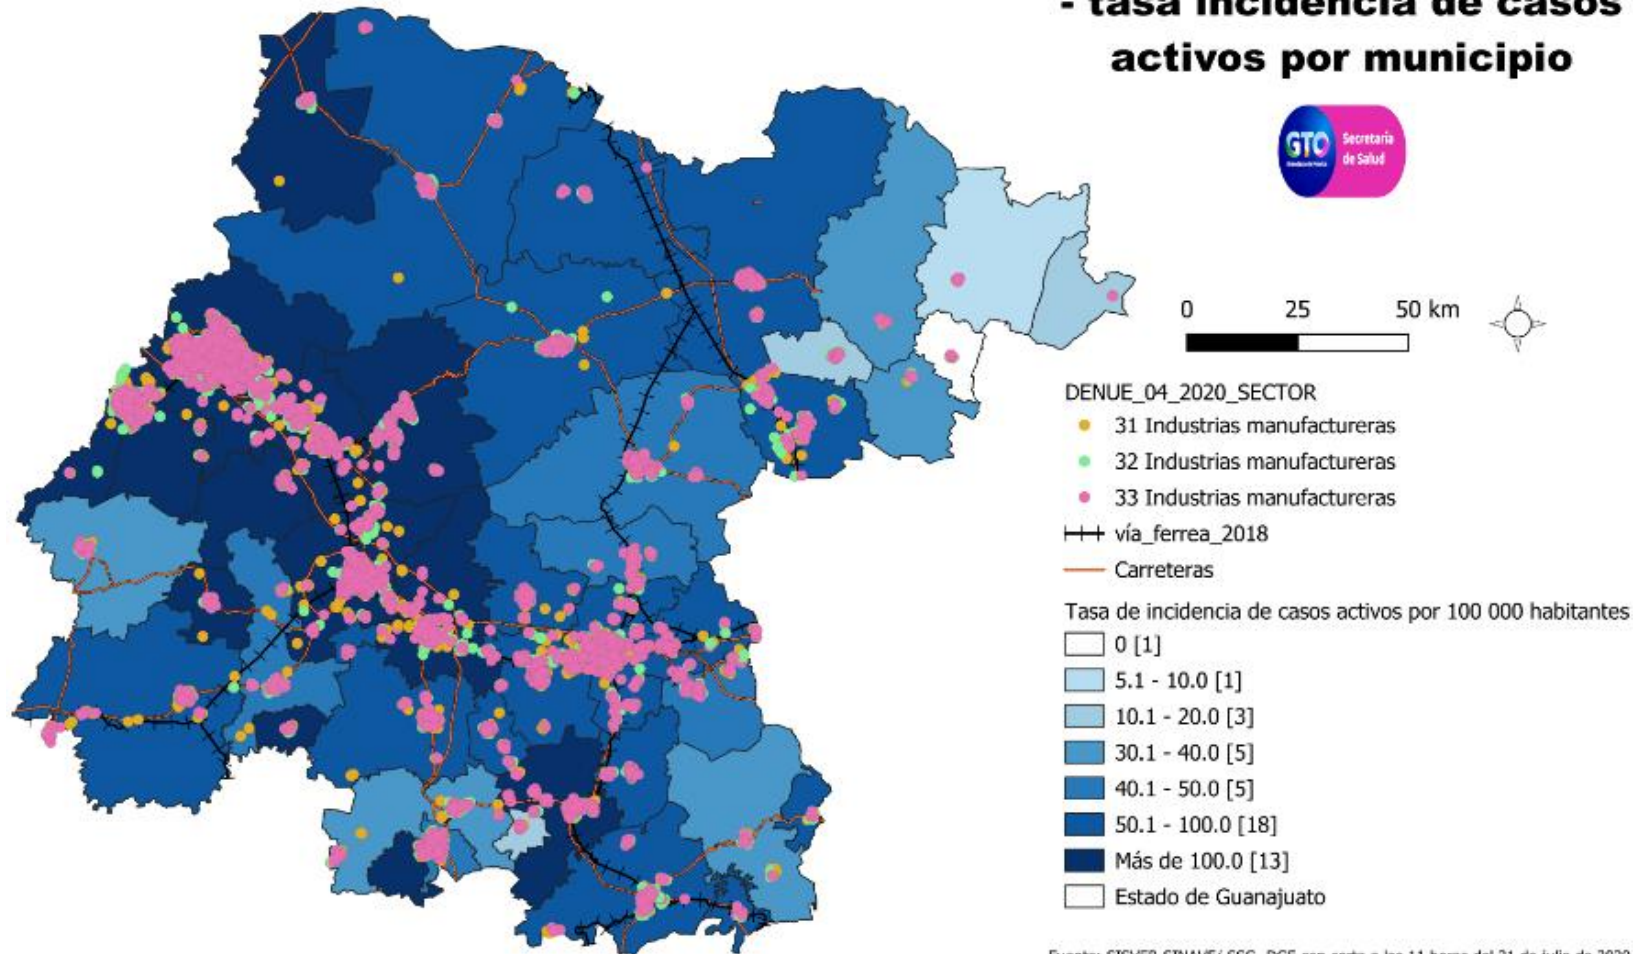 - tasa incidencia de casos
activos por municipio
GTO
Secretaría
de Salud
0 25 50 km
DENUE_04_2020_SECTOR
31 Industrias manufactureras
32 Industrias manufactureras
33 Industrias manufactureras
vía_ferrea_2018
Carreteras
Tasa de incidencia de casos activos por 100 000 habitantes
0 [1]
5.1 - 10.0 [1]
10.1 - 20.0 [3]
30.1 - 40.0 [5]
40.1 - 50.0 [5]
50.1 - 100.0 [18]
Más de 100.0 [13]
Estado de Guanajuato